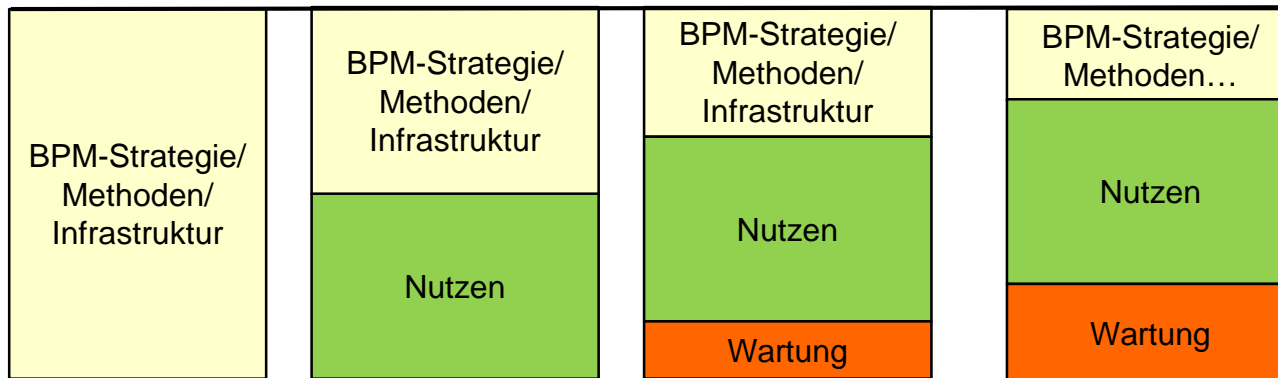 BPM-Strategie/
Methoden/
Infrastruktur
BPM-Strategie/
Methoden/
Infrastruktur
Nutzen
BPM-Strategie/
Methoden/
Infrastruktur
Nutzen
Wartung
BPM-Strategie/
Methoden…
Nutzen
Wartung